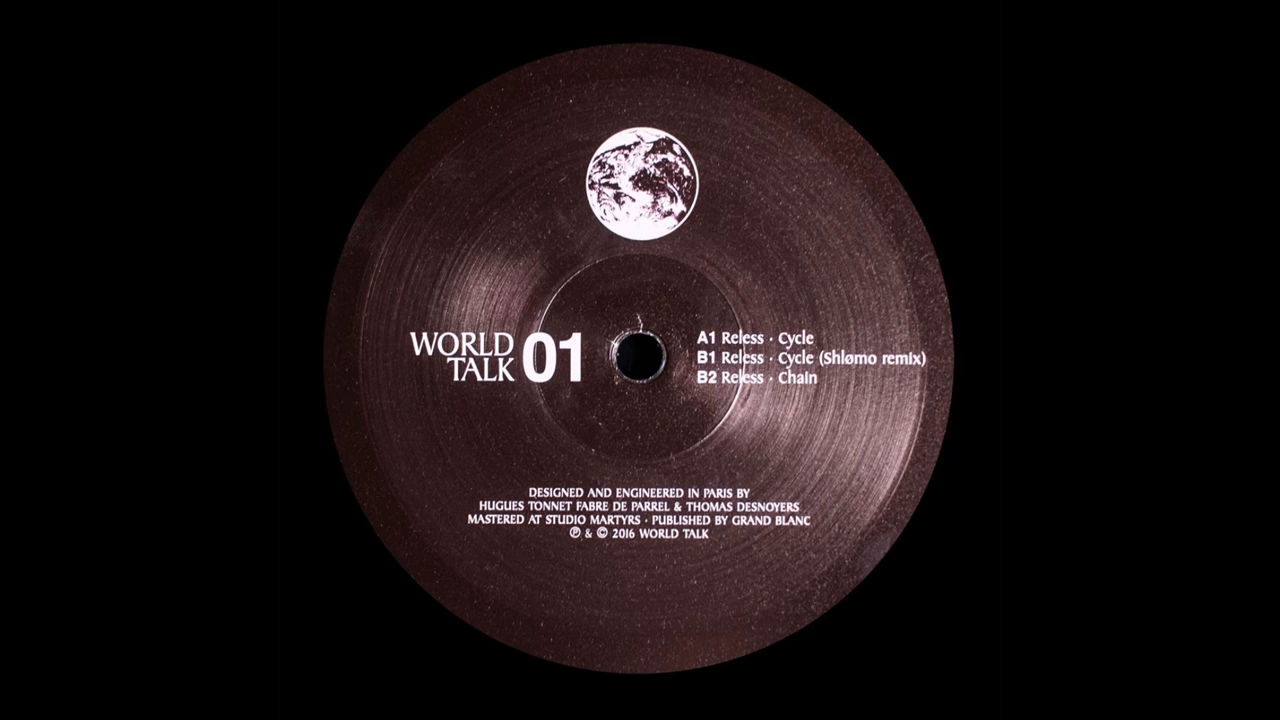 WORLD
TALK 01
A1 Reless · Cycle
B1 Reless · Cycle (Shlømo remix)
B2 Reless · Chain
DESIGNED AND ENGINEERED IN PARIS BY
HUGUES TONNET FABRE DE PARREL & THOMAS DESNOYERS
MASTERED AT STUDIO MARTYRS · PUBLISHED BY GRAND BLANC
℗ & © 2016 WORLD TALK